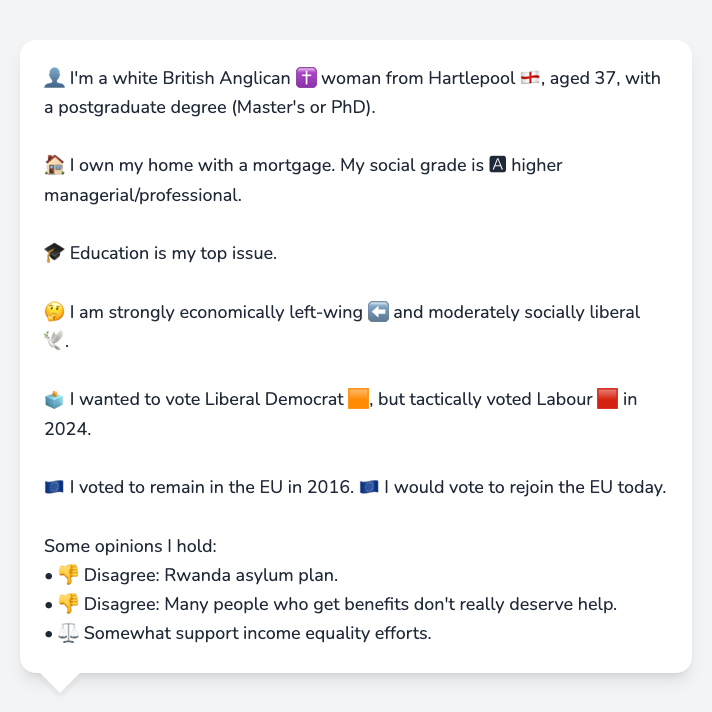 👤 I'm a white British Anglican ✝️ woman from Hartlepool 🏴󠁧󠁢󠁥󠁮󠁧󠁿, aged 37, with
a postgraduate degree (Master's or PhD).
🏠 I own my home with a mortgage. My social grade is 🅰 higher
managerial/professional.
🎓 Education is my top issue.
🤔 I am strongly economically left-wing ⬅️ and moderately socially liberal
🕊️.
🗳️ I wanted to vote Liberal Democrat 🟧, but tactically voted Labour 🟥 in
2024.
🇪🇺 I voted to remain in the EU in 2016. 🇪🇺 I would vote to rejoin the EU today.
Some opinions I hold:
• 👎 Disagree: Rwanda asylum plan.
• 👎 Disagree: Many people who get benefits don't really deserve help.
• ⚖️ Somewhat support income equality efforts.